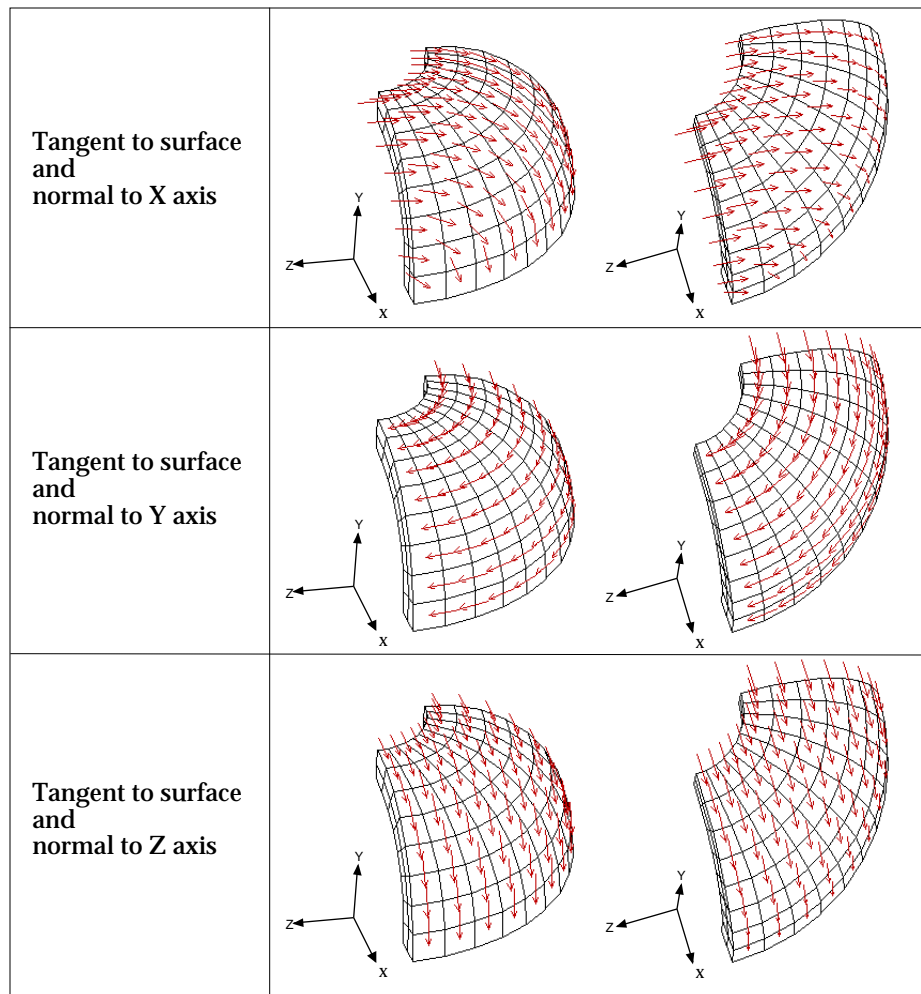 Tangent to surface
and
normal to X axis
Y
Z
X
Y
Z
X
Tangent to surface
and
normal to Y axis
Y
Z
X
Y
Z
X
Tangent to surface
and
normal to Z axis
Y
Z
X
Y
Z
X